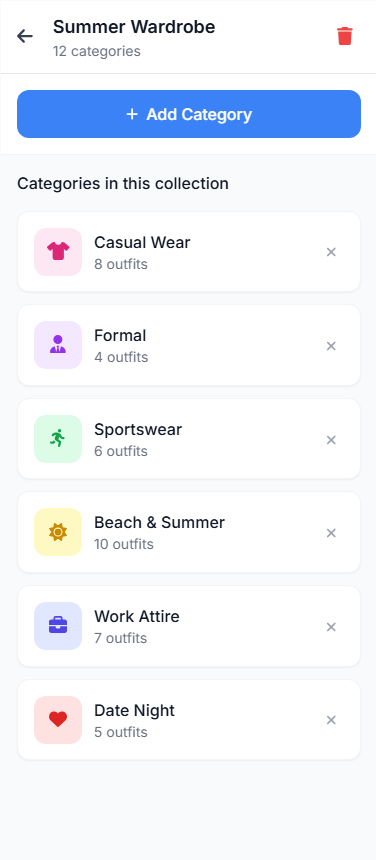 Summer Wardrobe
12 categories
+ Add Category
Categories in this collection
Casual Wear
8 outfits
Formal
4 outfits
Sportswear
6 outfits
Beach & Summer
10 outfits
Work Attire
7 outfits
Date Night
5 outfits